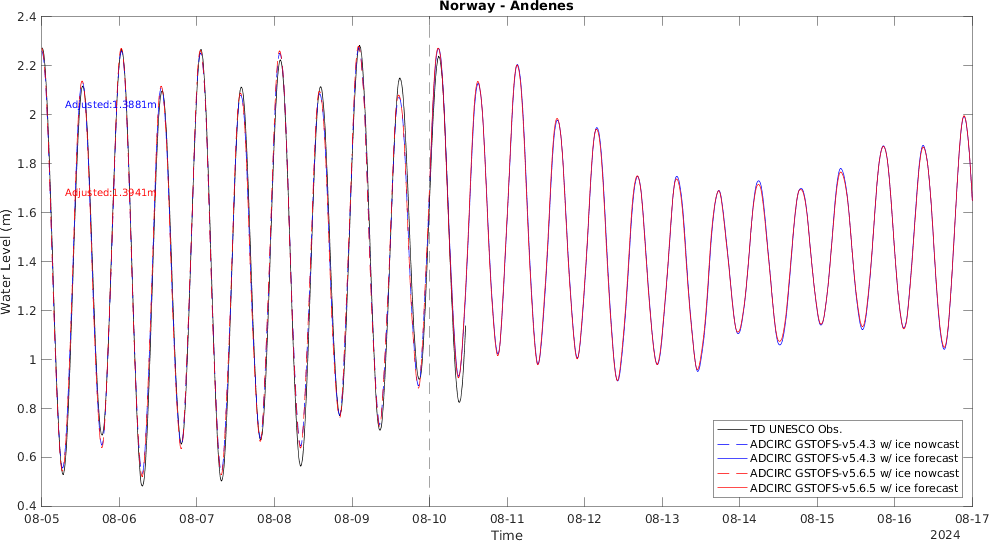 Norway - Andenes
2.4
2.2
2
1.8
1.6
1.4
1.2
1
0.8
0.6
0.4
Water Level (m)
Adjusted:1.3881m
Adjusted:1.3941m
TD UNESCO Obs.
ADCIRC GSTOFS-v5.4.3 w/ ice nowcast
ADCIRC GSTOFS-v5.4.3 w/ ice forecast
ADCIRC GSTOFS-v5.6.5 w/ ice nowcast
ADCIRC GSTOFS-v5.6.5 w/ ice forecast
08-05 08-06 08-07 08-08 08-09 08-10 08-11 08-12 08-13 08-14 08-15 08-16 08-17
Time
2024